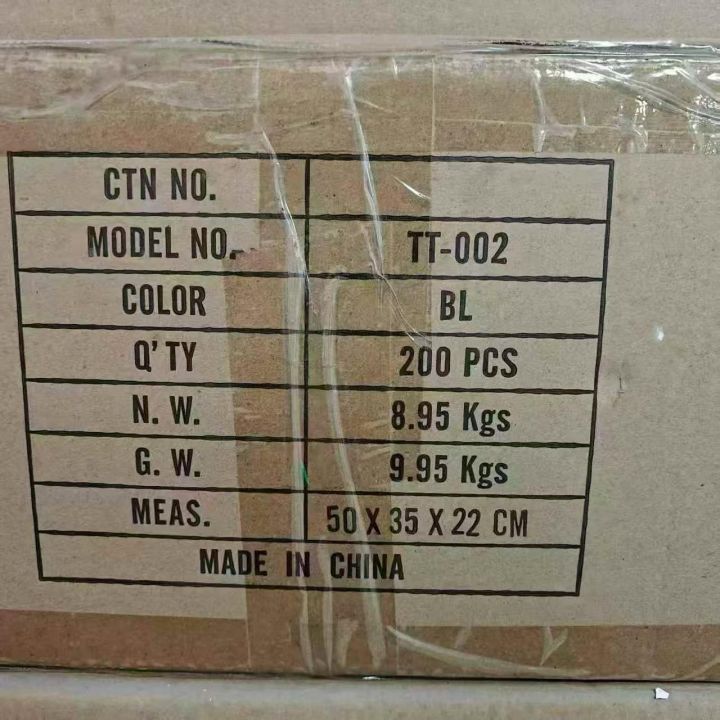 CTN NO.
MODEL NO. TT-002
COLOR BL
Q'TY 200 PCS
N. W. 8.95 Kgs
G. W. 9.95 Kgs
MEAS. 50 X 35 X 22 CM
MADE IN CHINA